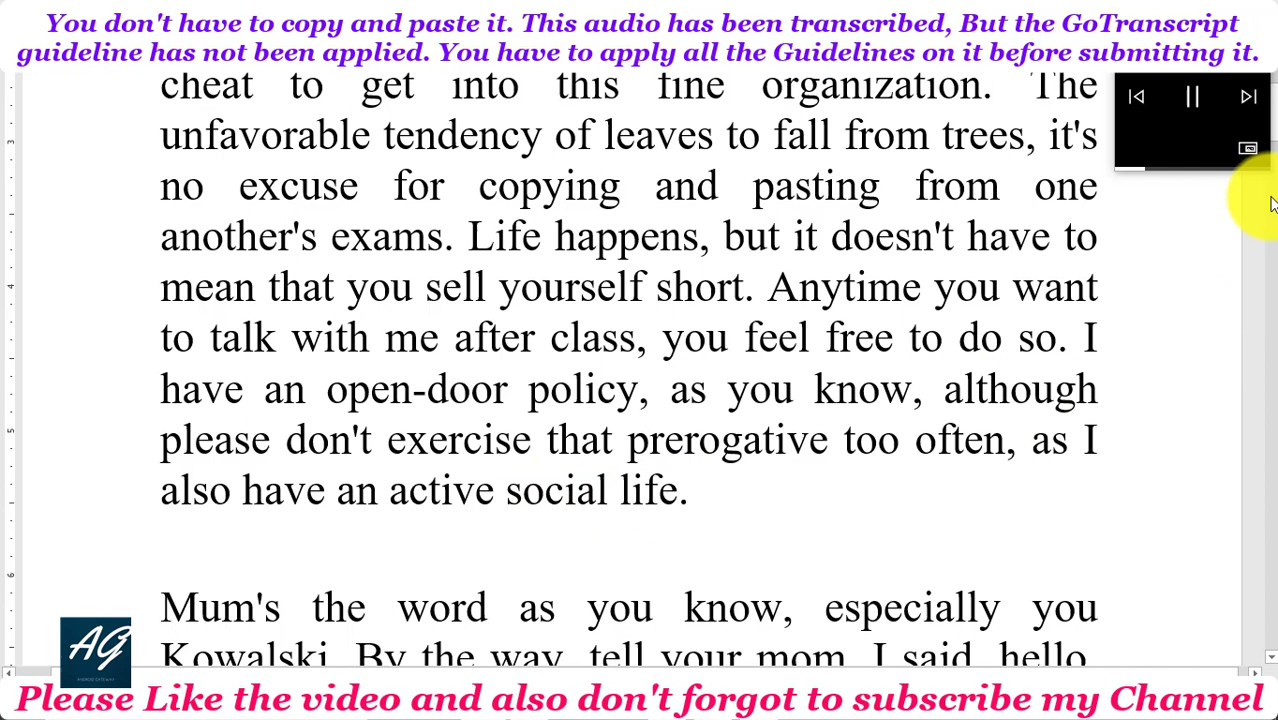 You don't have to copy and paste it. This audio has been transcribed, But the GoTranscript
guideline has not been applied. You have to apply all the Guidelines on it before submitting it.
cheat to get into this fine organization. The
unfavorable tendency of leaves to fall from trees, it's
no excuse for copying and pasting from one
another's exams. Life happens, but it doesn't have to
mean that you sell yourself short. Anytime you want
to talk with me after class, you feel free to do so. I
have an open-door policy, as you know, although
please don't exercise that prerogative too often, as I
also have an active social life.
Mum's the word as you know, especially you
Kowalski. By the way, tell your mom, I said, hello.
3
4
5
6
AG
Please Like the video and also don't forgot to subscribe my Channel